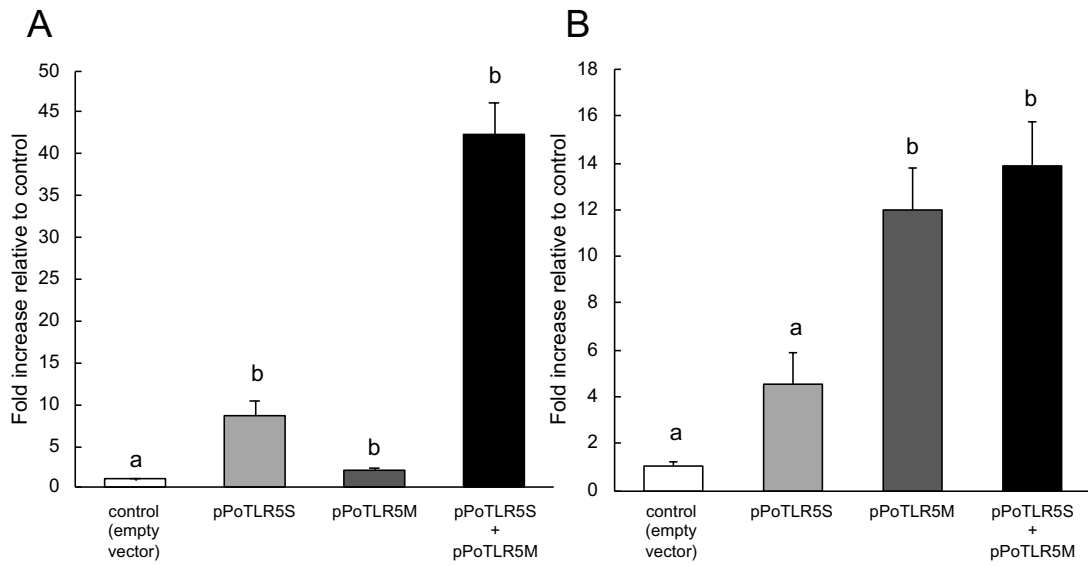 A
Fold increase relative to control
50
45
40
35
30
25
20
15
10
5
0
a
b
b
b
control
(empty
vector)
pPoTLR5S
pPoTLR5M
pPoTLR5S
+
pPoTLR5M
B
Fold increase relative to control
18
16
14
12
10
8
6
4
2
0
a
a
b
b
control
(empty
vector)
pPoTLR5S
pPoTLR5M
pPoTLR5S
+
pPoTLR5M